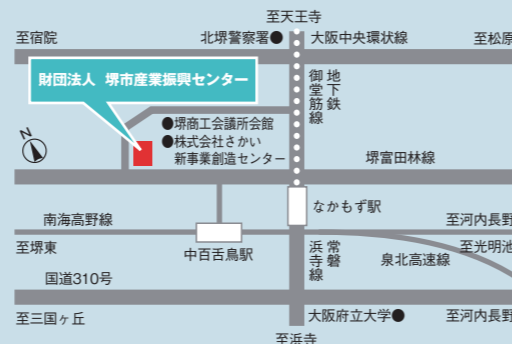 至天王寺
至宿院
北堺警察署●
大阪中央環状線
至松原
財団法人 堺市産業振興センター
地下鉄
御堂筋線
●堺商工会議所会館
●株式会社さかい
新事業創造センター
N
堺富田林線
なかもず駅
南海高野線
至河内長野
至堺東
中百舌鳥駅
常磐
浜寺線
泉北高速線
至光明池
国道310号
至三国ヶ丘
大阪府立大学●
至河内長野
至浜寺